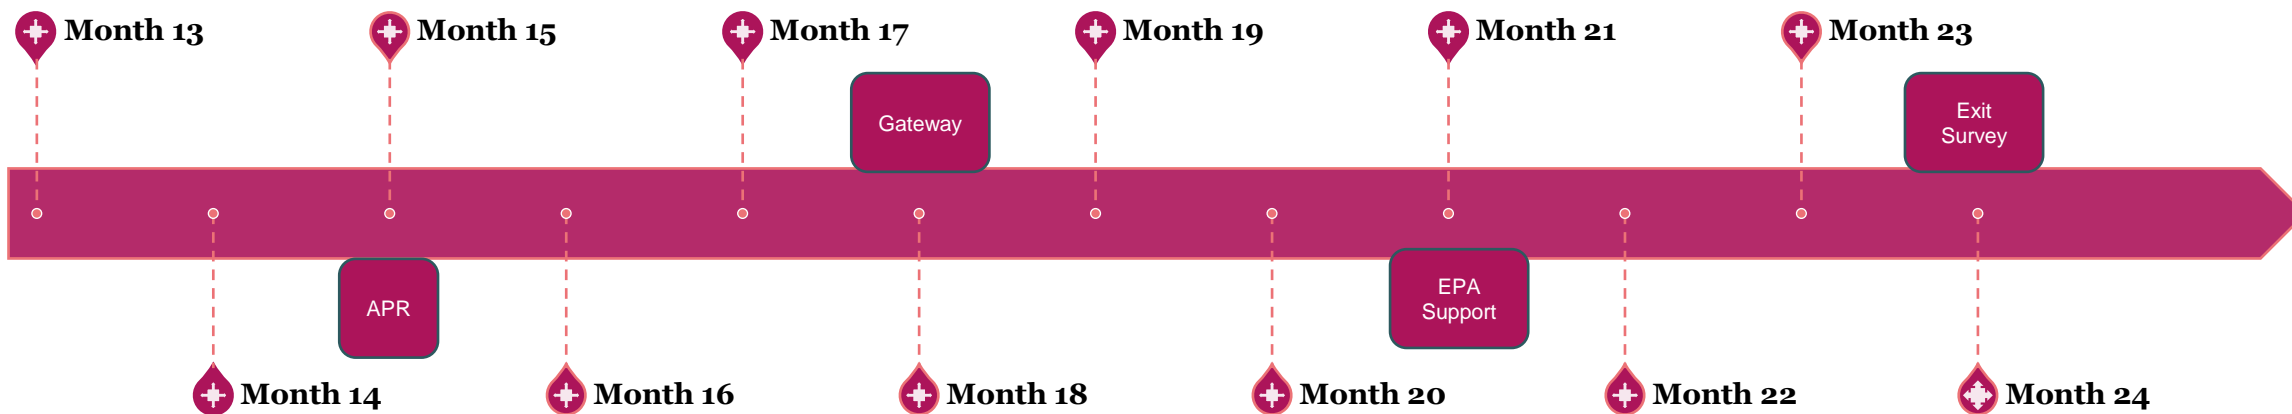 Month 13
Month 15
Month 17
Month 19
Month 21
Month 23
Gateway
Exit
Survey
APR
EPA
Support
Month 14
Month 16
Month 18
Month 20
Month 22
Month 24